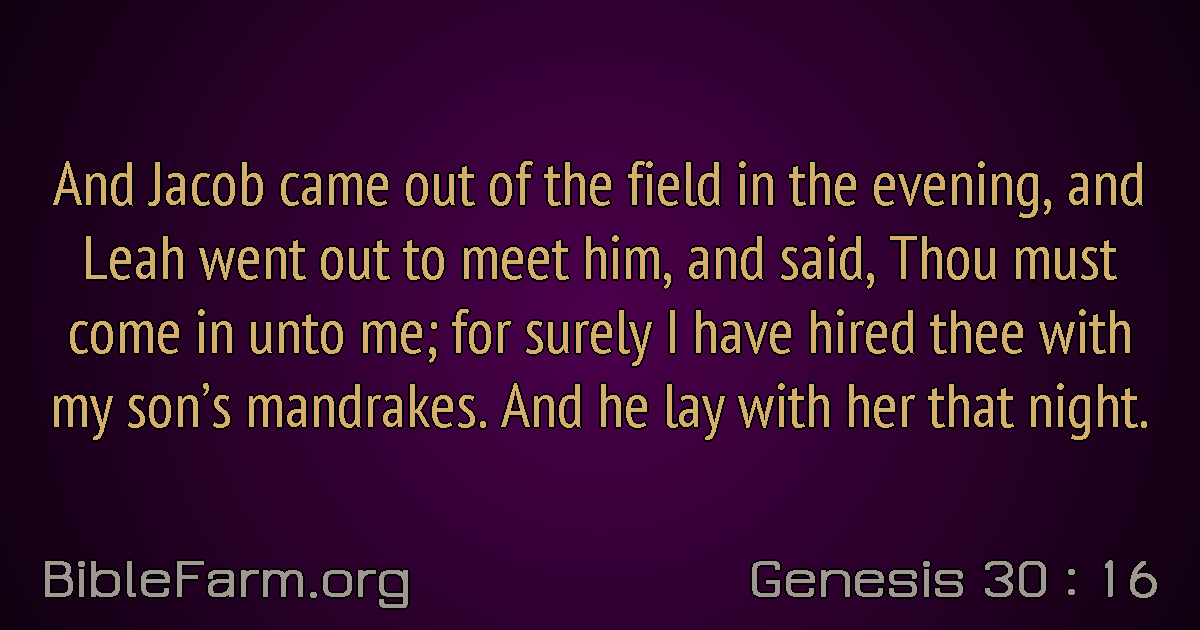 And Jacob came out of the field in the evening, and
Leah went out to meet him, and said, Thou must
come in unto me; for surely I have hired thee with
my son’s mandrakes. And he lay with her that night.
BibleFarm.org
Genesis 30 : 16